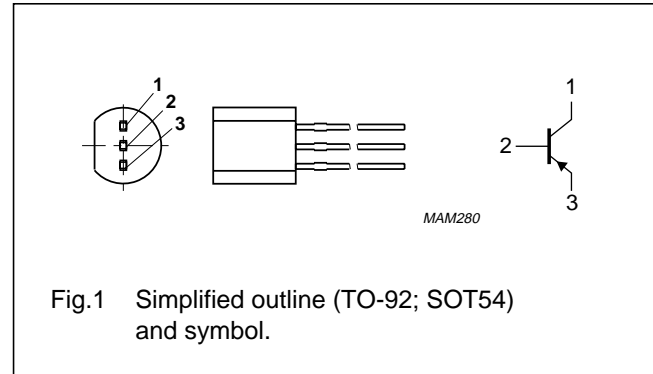 1
2
3
1
2
3
MAM280
Fig.1 Simplified outline (TO-92; SOT54)
and symbol.